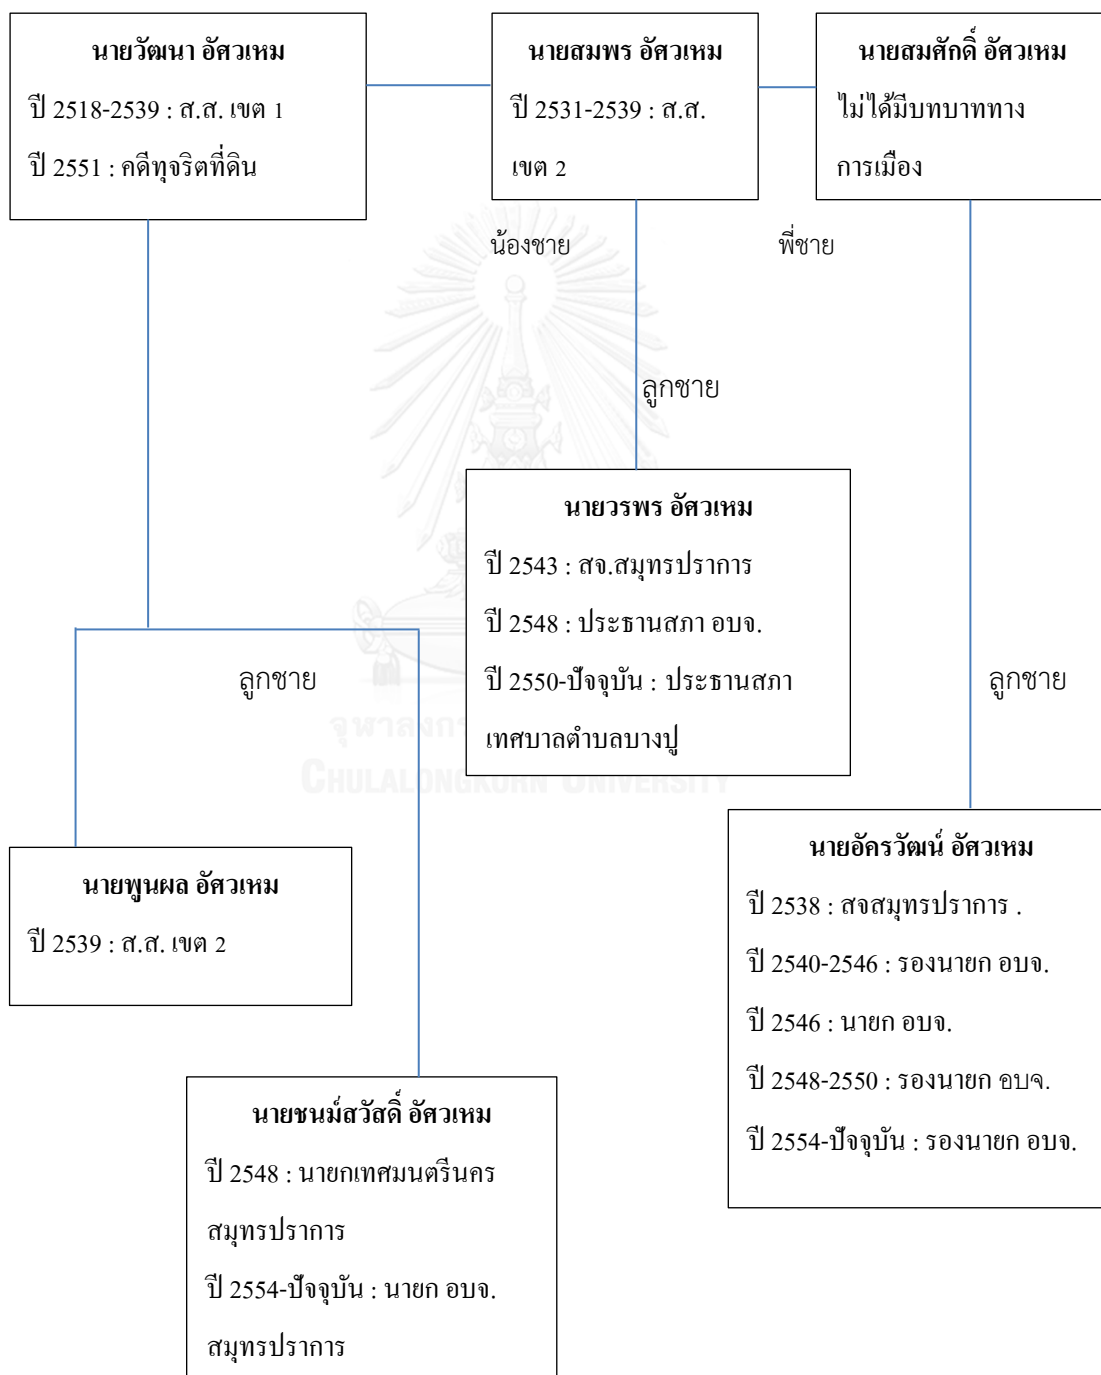 นายวัฒนา อัศวเหม
ปี 2518-2539 : ส.ส. เขต 1
ปี 2551 : คดีทุจริตที่ดิน
นายสมพร อัศวเหม
ปี 2531-2539 : ส.ส.
เขต 2
นายสมศักดิ์ อัศวเหม
ไม่ได้มีบทบาททาง
การเมือง
น้องชาย
พี่ชาย
ลูกชาย
นายวรพร อัศวเหม
ปี 2543 : สจ.สมุทรปราการ
ปี 2548 : ประธานสภา อบจ.
ปี 2550-ปัจจุบัน : ประธานสภา
เทศบาลตำบลบางปู
ลูกชาย
ลูกชาย
จุฬาลงกร
CHULALONGKORN UNIVERSITY
นายพูนผล อัศวเหม
ปี 2539 : ส.ส. เขต 2
นายอัครวัฒน์ อัศวเหม
ปี 2538 : สจสมุทรปราการ .
ปี 2540-2546 : รองนายก อบจ.
ปี 2546 : นายก อบจ.
ปี 2548-2550 : รองนายก อบจ.
ปี 2554-ปัจจุบัน : รองนายก อบจ.
นายชนม์สวัสดิ์ อัศวเหม
ปี 2548 : นายกเทศมนตรีนคร
สมุทรปราการ
ปี 2554-ปัจจุบัน : นายก อบจ.
สมุทรปราการ